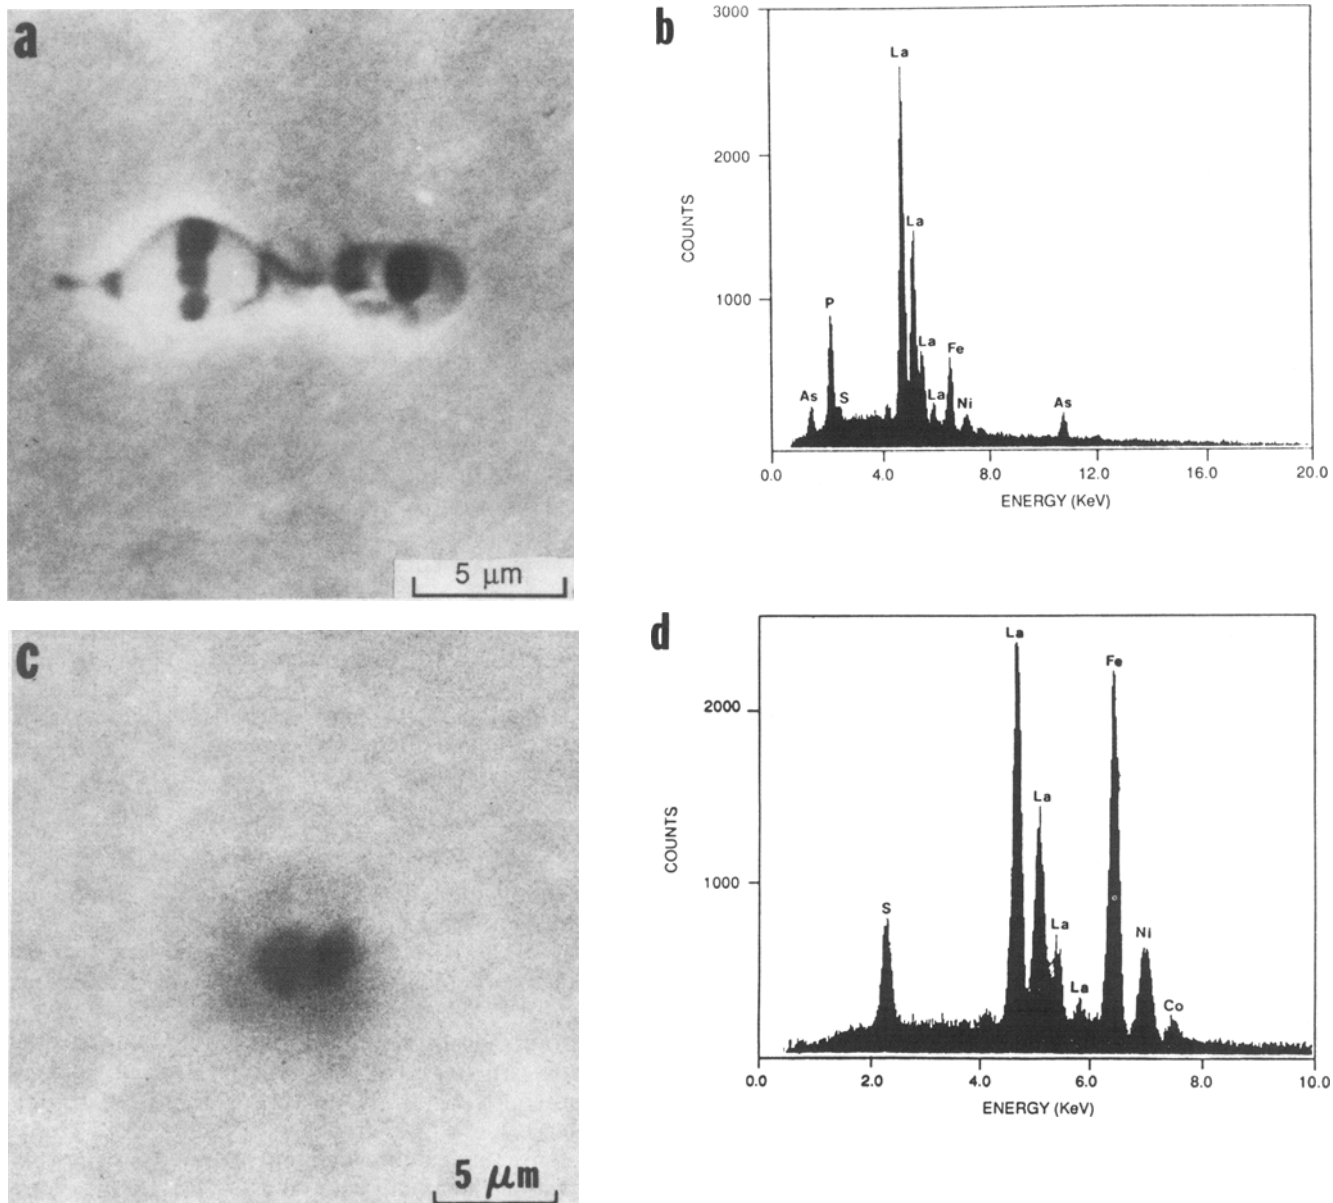 a
5 μm
b
3000
2000
1000
COUNTS
La
La
P
La
Fe
As
S
La
Ni
As
0.0 4.0 8.0 12.0 16.0 20.0
ENERGY (KeV)
c
5 μm
d
La
Fe
2000
La
COUNTS
1000
S
La
Ni
La
Co
0.0 2.0 4.0 6.0 8.0 10.0
ENERGY (KeV)